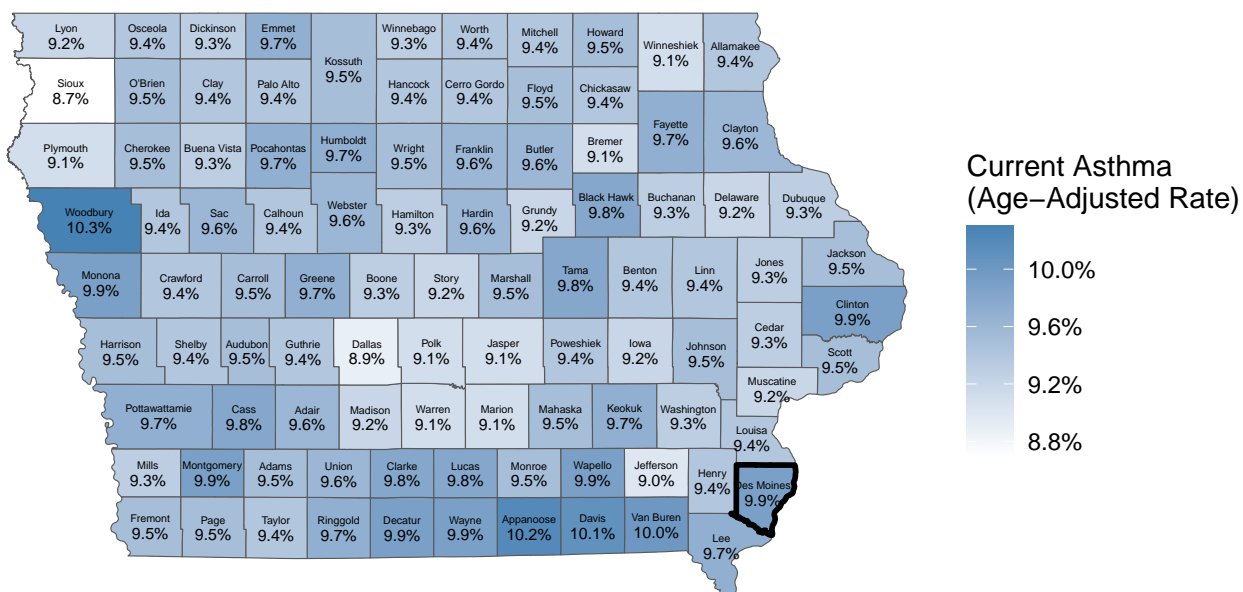 Lyon
9.2%
Osceola
9.4%
Dickinson
9.3%
Emmet
9.7%
Kossuth
9.5%
Winnebago
9.3%
Worth
9.4%
Mitchell
9.4%
Howard
9.5%
Winneshiek
9.1%
Allamakee
9.4%
Sioux
8.7%
O'Brien
9.5%
Clay
9.4%
Palo Alto
9.4%
Hancock
9.4%
Cerro Gordo
9.4%
Floyd
9.5%
Chickasaw
9.4%
Fayette
9.7%
Clayton
9.6%
Plymouth
9.1%
Cherokee
9.5%
Buena Vista
9.3%
Pocahontas
9.7%
Humboldt
9.7%
Wright
9.5%
Franklin
9.6%
Butler
9.6%
Bremer
9.1%
Woodbury
10.3%
Ida
9.4%
Sac
9.6%
Calhoun
9.4%
Webster
9.6%
Hamilton
9.3%
Hardin
9.6%
Grundy
9.2%
Black Hawk
9.8%
Buchanan
9.3%
Delaware
9.2%
Dubuque
9.3%
Monona
9.9%
Crawford
9.4%
Carroll
9.5%
Greene
9.7%
Boone
9.3%
Story
9.2%
Marshall
9.5%
Tama
9.8%
Benton
9.4%
Linn
9.4%
Jones
9.3%
Jackson
9.5%
Clinton
9.9%
Harrison
9.5%
Shelby
9.4%
Audubon
9.5%
Guthrie
9.4%
Dallas
8.9%
Polk
9.1%
Jasper
9.1%
Poweshiek
9.4%
Iowa
9.2%
Johnson
9.5%
Cedar
9.3%
Scott
9.5%
Muscatine
9.2%
Pottawattamie
9.7%
Cass
9.8%
Adair
9.6%
Madison
9.2%
Warren
9.1%
Marion
9.1%
Mahaska
9.5%
Keokuk
9.7%
Washington
9.3%
Louisa
9.4%
Mills
9.3%
Montgomery
9.9%
Adams
9.5%
Union
9.6%
Clarke
9.8%
Lucas
9.8%
Monroe
9.5%
Wapello
9.9%
Jefferson
9.0%
Henry
9.4%
Des Moines
9.9%
Fremont
9.5%
Page
9.5%
Taylor
9.4%
Ringgold
9.7%
Decatur
9.9%
Wayne
9.9%
Appanoose
10.2%
Davis
10.1%
Van Buren
10.0%
Lee
9.7%
Current Asthma
(Age−Adjusted Rate)
10.0%
9.6%
9.2%
8.8%